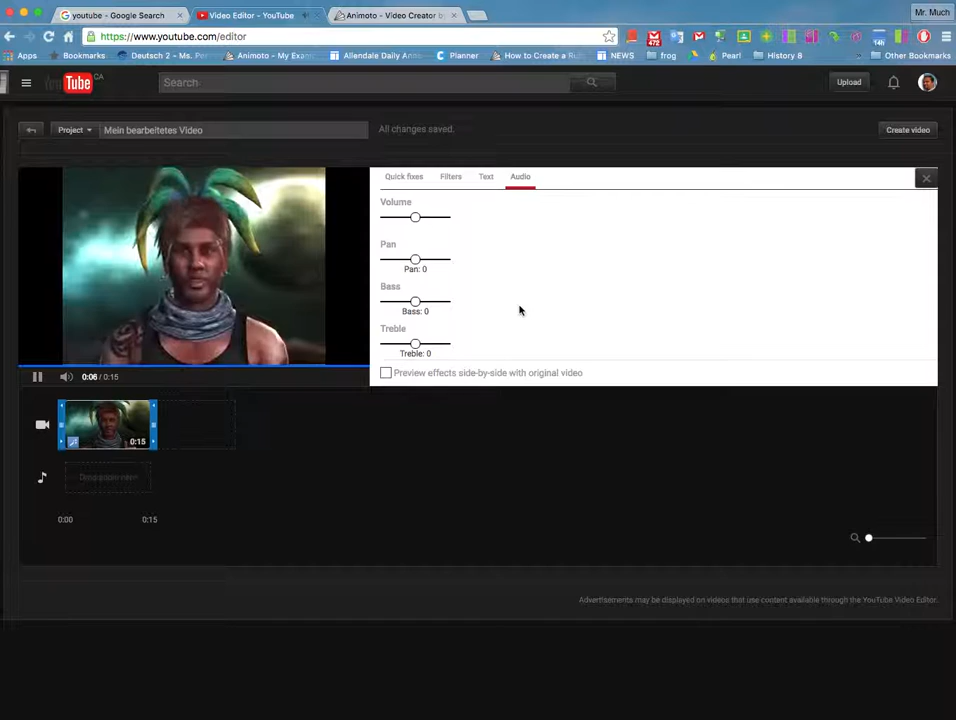 youtube - Google Search
Video Editor - YouTube
Animoto - Video Creator by
Mr. Much
https://www.youtube.com/editor
472
14h
Apps
Bookmarks
Deutsch 2 – Ms. Pe
Animoto - My Exa
Allendale Daily Ann
Planner
How to Create a Ru
NEWS
frog
Pearl
History 8
Other Bookmarks
YouTube CA
Search
Upload
Project
Mein bearbeitetes Video
All changes saved.
Create video
Quick fixes
Filters
Text
Audio
Volume
Pan
Pan: 0
Bass
Bass: 0
Treble
Treble: 0
Preview effects side-by-side with original video
0:06 / 0:15
0:15
0:00
0:15
Advertisements may be displayed on videos that use content available through the YouTube Video Editor.